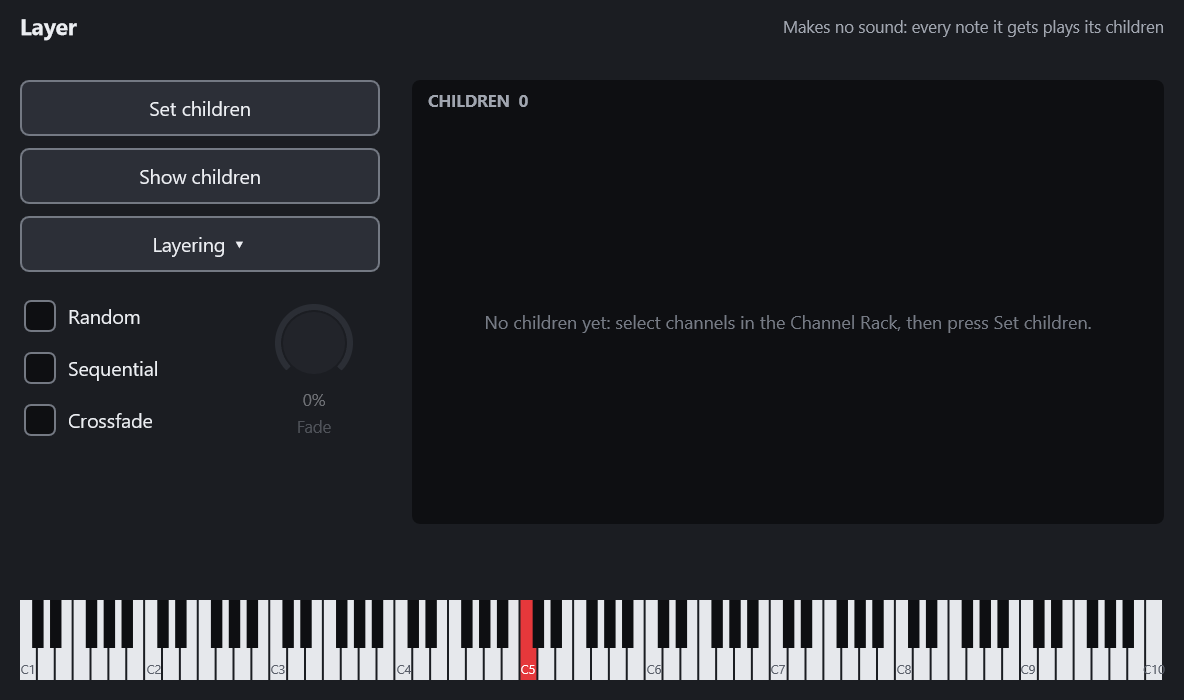 Layer
Makes no sound: every note it gets plays its children
Set children
Show children
Layering ▼
Random
Sequential
Crossfade
0%
Fade
CHILDREN 0
No children yet: select channels in the Channel Rack, then press Set children.
C1 C2 C3 C4 C5 C6 C7 C8 C9 C10